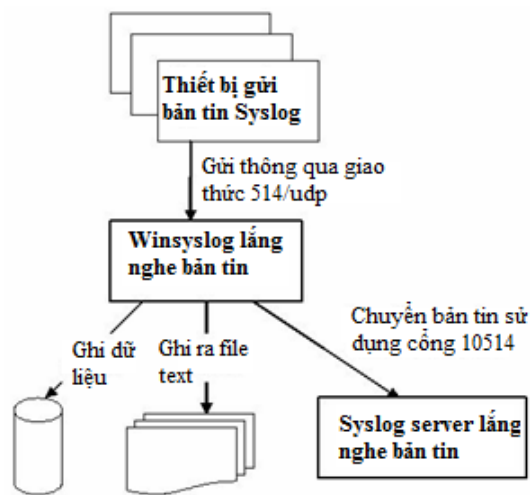 Thiết bị gửi
bản tin Syslog
Gửi thông qua giao
thức 514/udp
Winsyslog lắng
nghe bản tin
Ghi dữ
liệu
Ghi ra file
text
Chuyển bản tin sử
dụng cổng 10514
Syslog server lắng
nghe bản tin